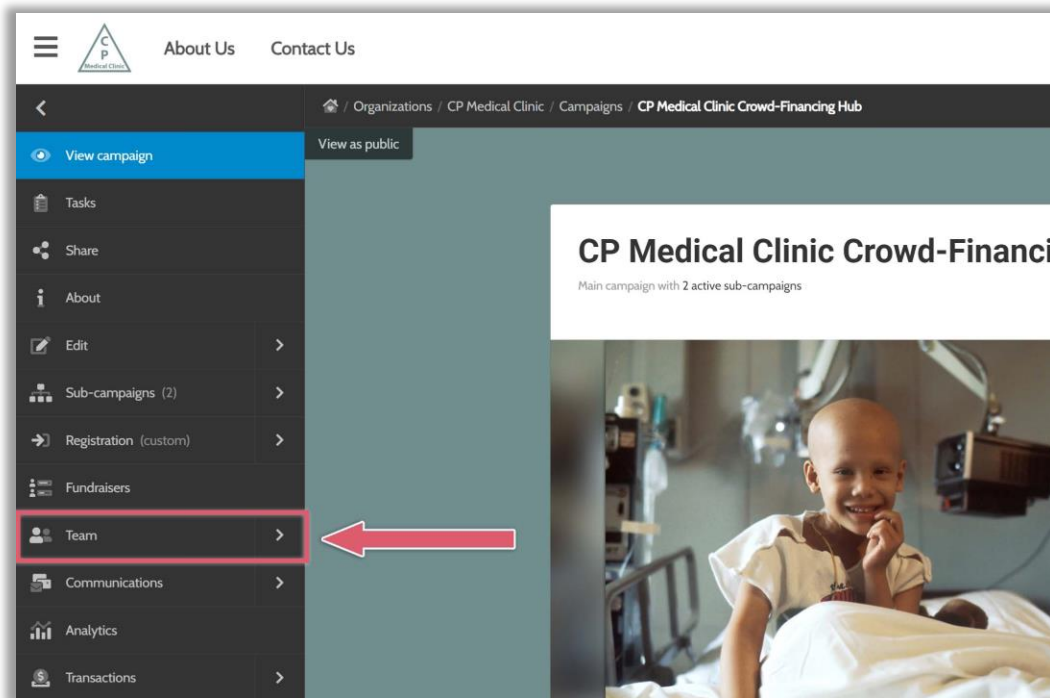 C
P
Medical Clinic
About Us
Contact Us
/ Organizations / CP Medical Clinic / Campaigns / CP Medical Clinic Crowd-Financing Hub
View campaign
View as public
Tasks
Share
About
Edit
Sub-campaigns (2)
Registration (custom)
Fundraisers
Team
Communications
Analytics
Transactions
CP Medical Clinic Crowd-Financi
Main campaign with 2 active sub-campaigns